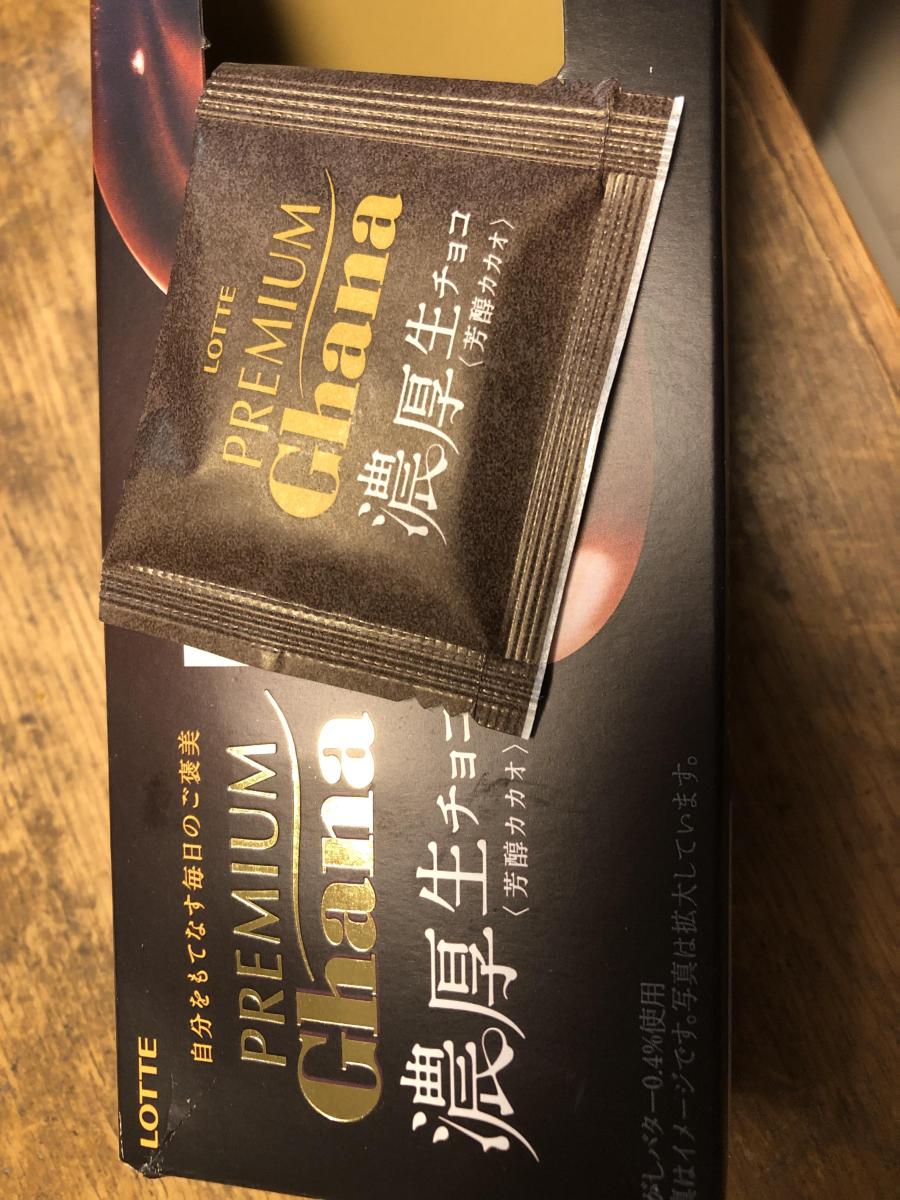 LOTTE
PREMIUM
Ghana
濃厚生チョコ
〈芳醇カカオ〉
LOTTE
自分をもてなす毎日のご褒美
PREMIUM
Ghana
濃厚生チョコ
〈芳醇カカオ〉
がしバター0.4%使用
真はイメージです。写真は拡大しています。